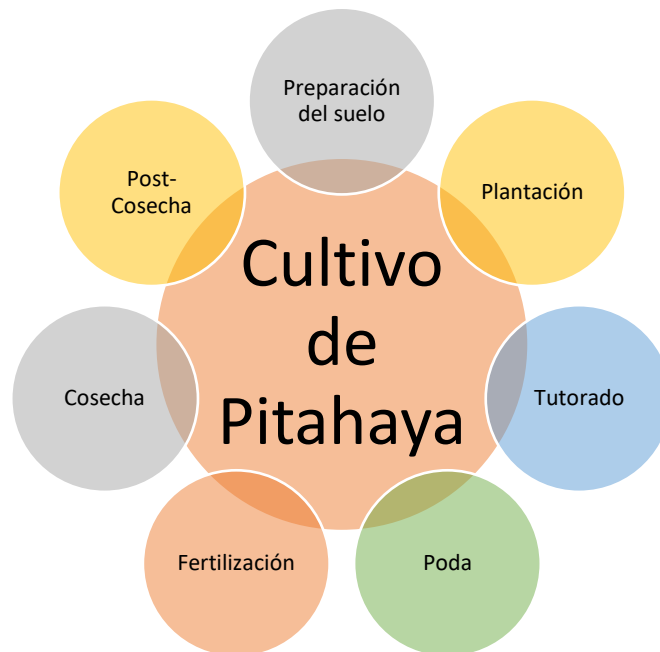 Preparación
del suelo
Plantación
Tutorado
Poda
Fertilización
Cosecha
Post-
Cosecha
Cultivo
de
Pitahaya